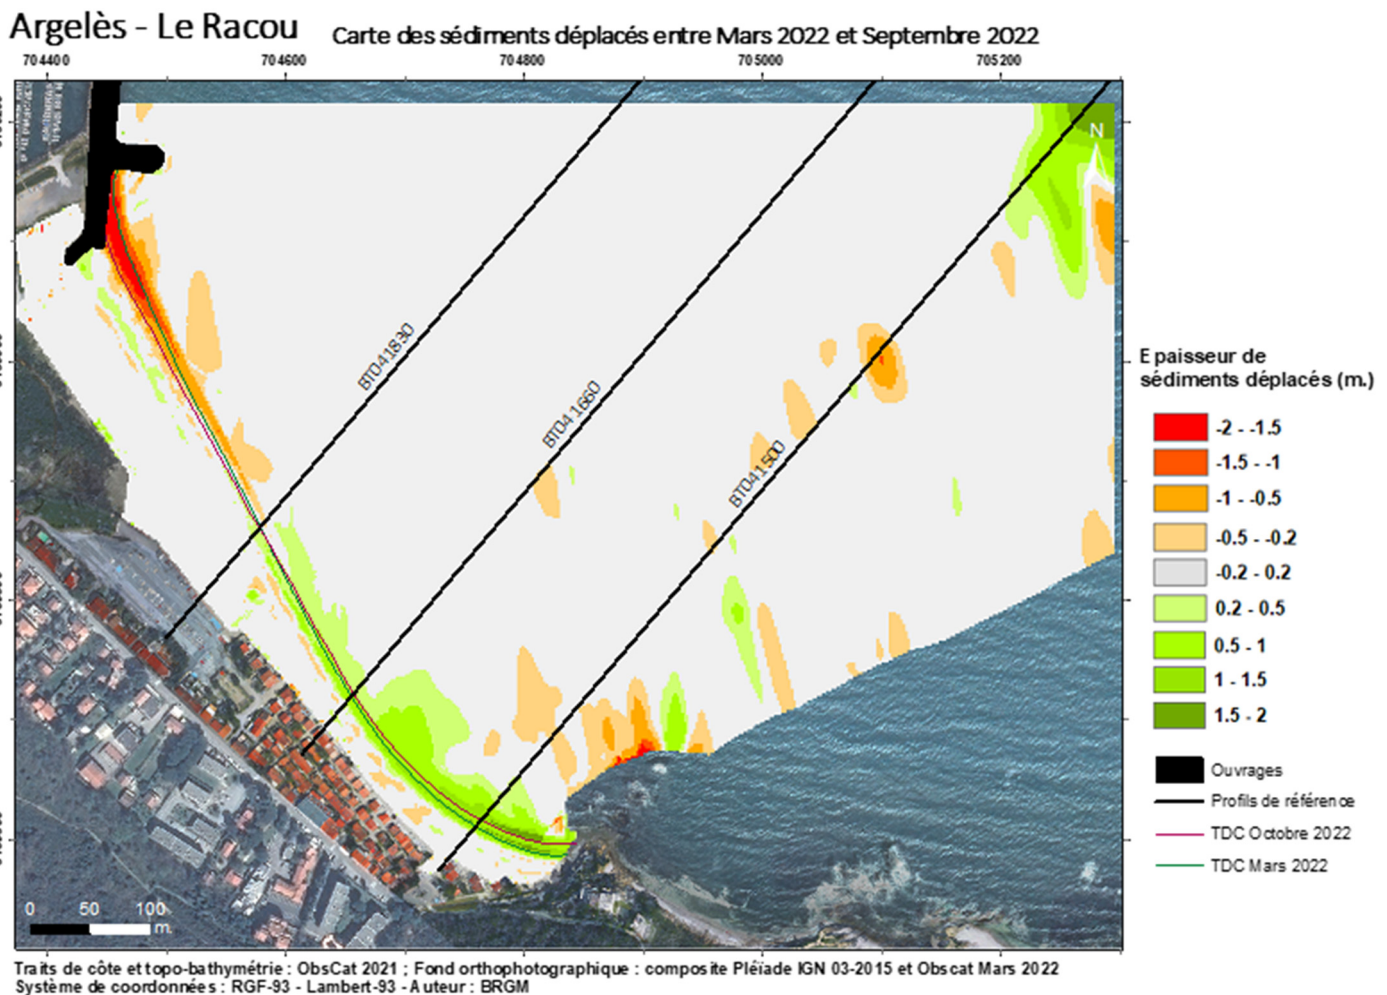 Argelès - Le Racou
Carte des sédiments déplacés entre Mars 2022 et Septembre 2022
704400 704600 704800 705000 705200
N
BT041830
BT041660
BT041500
E paisseur de
sédiments déplacés (m.)
-2 - -1.5
-1.5 - -1
-1 - -0.5
-0.5 - -0.2
-0.2 - 0.2
0.2 - 0.5
0.5 - 1
1 - 1.5
1.5 - 2
Ouvrages
Profils de référence
TDC Octobre 2022
TDC Mars 2022
0 50 100
m.
Traits de côte et topo-bathymétrie : ObsCat 2021 ; Fond orthophotographique : composite Pléiade IGN 03-2015 et Obscat Mars 2022
Système de coordonnées : RGF-93 - Lambert-93 - Auteur : BRGM